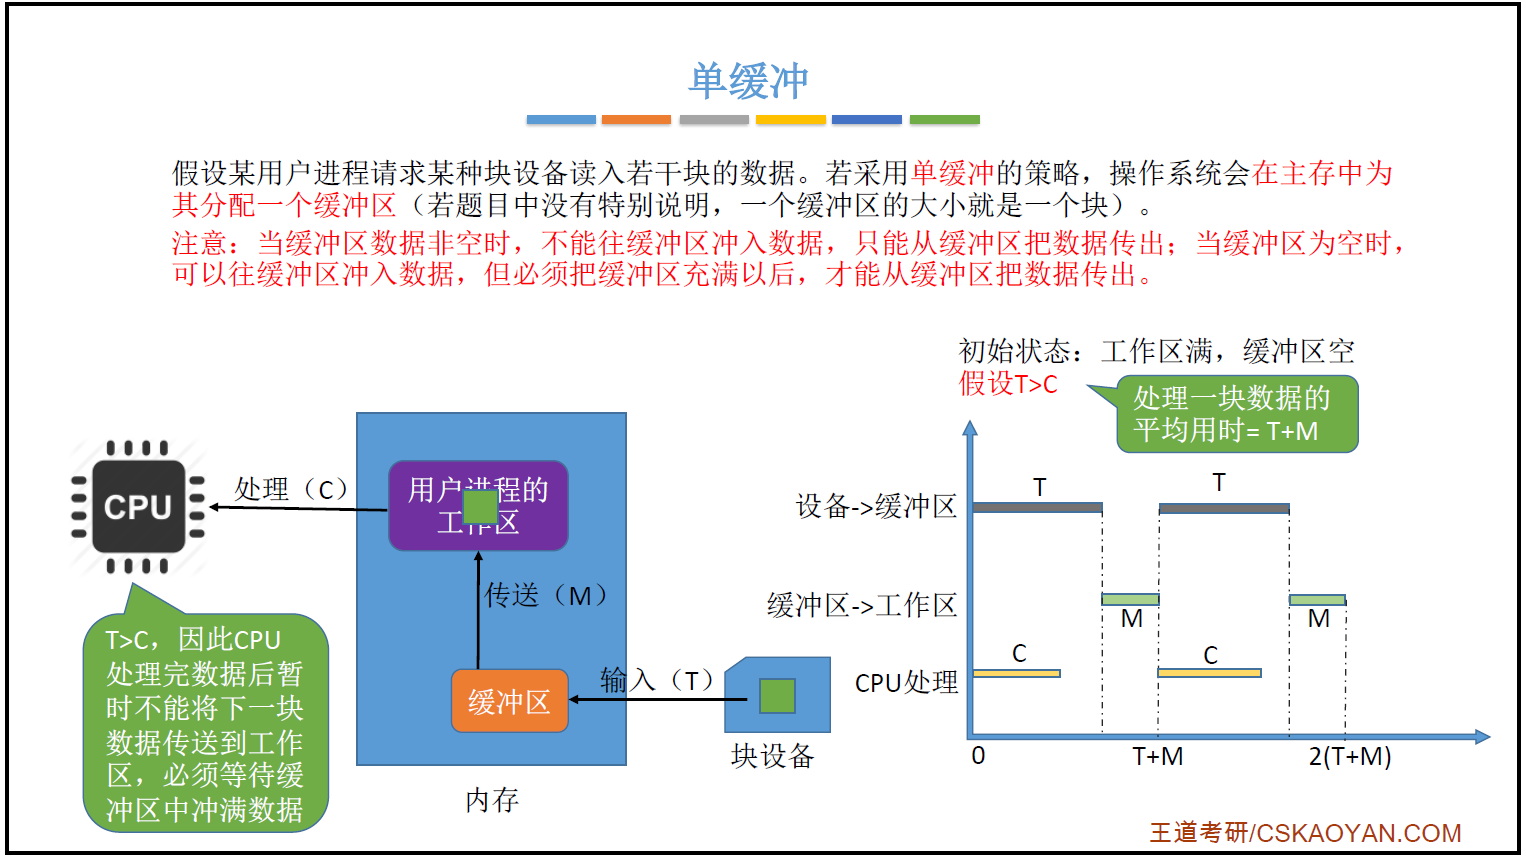 单缓冲
假设某用户进程请求某种块设备读入若干块的数据。若采用单缓冲的策略，操作系统会在主存中为
其分配一个缓冲区（若题目中没有特别说明，一个缓冲区的大小就是一个块）。
注意：当缓冲区数据非空时，不能往缓冲区冲入数据，只能从缓冲区把数据传出；当缓冲区为空时，
可以往缓冲区冲入数据，但必须把缓冲区充满以后，才能从缓冲区把数据传出。
初始状态：工作区满，缓冲区空
假设T>C
处理一块数据的
平均用时= T+M
CPU
处理（C）
用户进程的
工作区
传送（M）
缓冲区
输入（T）
块设备
内存
T>C，因此CPU
处理完数据后暂
时不能将下一块
数据传送到工作
区，必须等待缓
冲区中冲满数据
设备->缓冲区
T
T
缓冲区->工作区
M
M
CPU处理
C
C
0
T+M
2(T+M)
王道考研/CSKAOYAN.COM